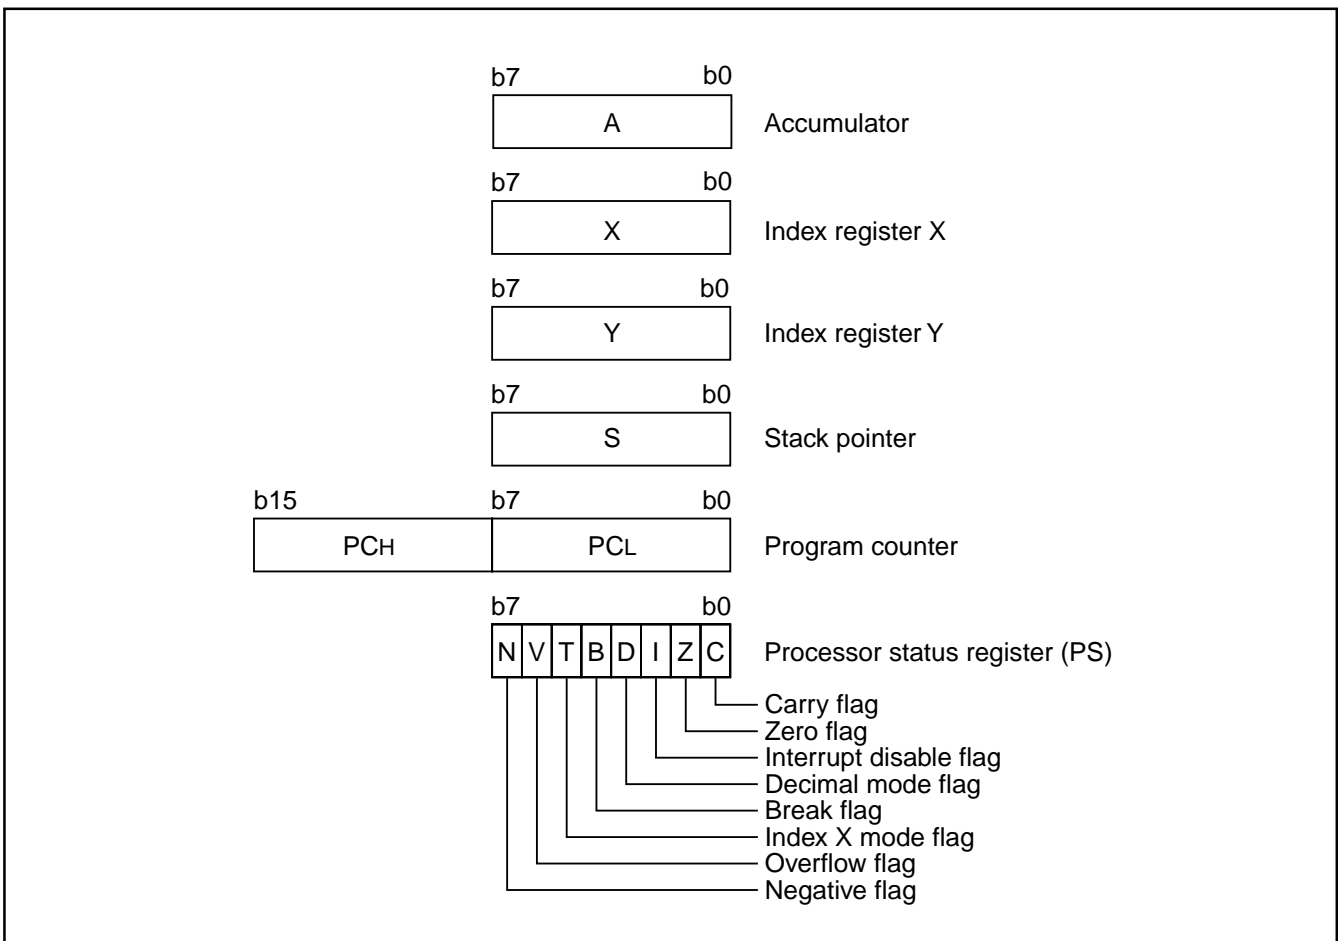 b7 b0
A Accumulator
b7 b0
X Index register X
b7 b0
Y Index register Y
b7 b0
S Stack pointer
b15 b7 b0
PCH PCL Program counter
b7 b0
N V T B D I Z C Processor status register (PS)
Carry flag
Zero flag
Interrupt disable flag
Decimal mode flag
Break flag
Index X mode flag
Overflow flag
Negative flag